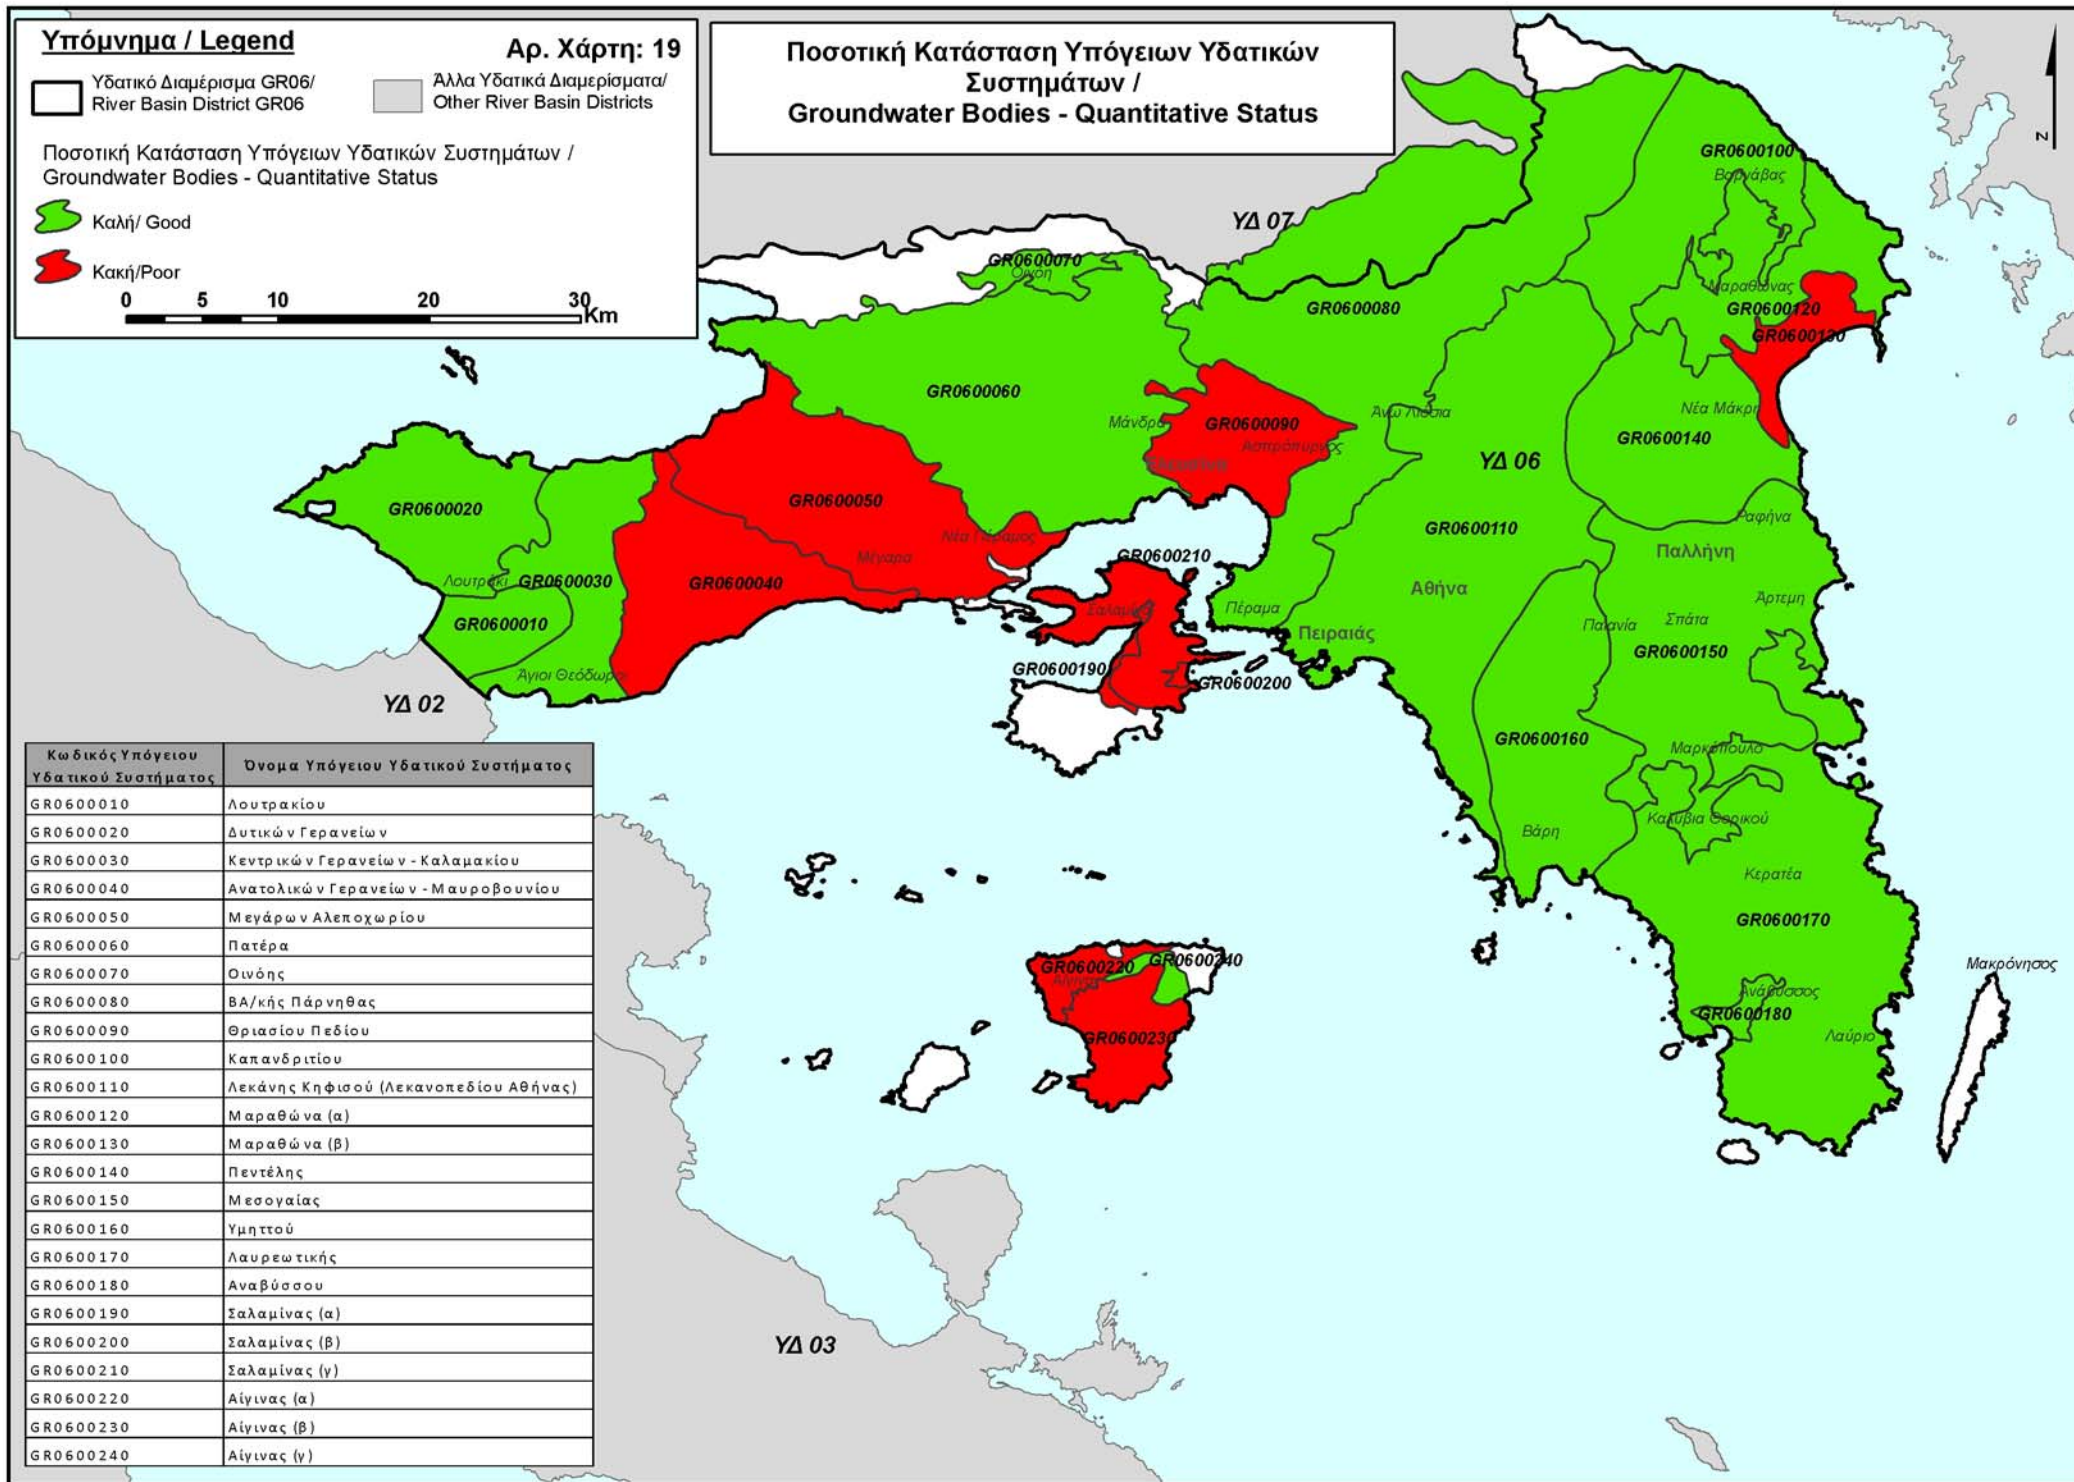 Υπόμνημα / Legend
Αρ. Χάρτη: 19
Υδατικό Διαμέρισμα GR06/
River Basin District GR06
Άλλα Υδατικά Διαμερίσματα/
Other River Basin Districts
Ποσοτική Κατάσταση Υπόγειων Υδατικών Συστημάτων /
Groundwater Bodies - Quantitative Status
Καλή/ Good
Κακή/Poor
0 5 10 20 30
Km
Ποσοτική Κατάσταση Υπόγειων Υδατικών
Συστημάτων /
Groundwater Bodies - Quantitative Status
N
GR0600100
Βαρνάβας
ΥΔ 07
GR0600070
Οινόη
Μαραθώνας
GR0600080
GR0600120
GR0600130
GR0600060
Μάνδρα
GR0600090
Ασπρόπυργος
Άνω Λιόσια
Νέα Μάκρη
GR0600140
Ελευσίνα
ΥΔ 06
GR0600020
GR0600050
Νέα Πέραμος
Μέγαρα
GR0600110
Ραφήνα
Παλλήνη
GR0600210
Λουτράκι
GR0600030
GR0600040
Αθήνα
Άρτεμη
Σαλαμίνα
Πέραμα
GR0600010
Πειραιάς
Παιανία
Σπάτα
GR0600150
GR0600190
GR0600200
Άγιοι Θεόδωροι
ΥΔ 02
GR0600160
Μαρκόπουλο
Βάρη
Καλύβια Θορικού
Κερατέα
GR0600170
GR0600220
GR0600240
Αίγινα
Μακρόνησος
Ανάβυσσος
GR0600180
Λαύριο
GR0600230
ΥΔ 03
Κωδικός Υπόγειου
Υδατικού Συστήματος
Όνομα Υπόγειου Υδατικού Συστήματος
GR0600010 Λουτρακίου
GR0600020 Δυτικών Γερανείων
GR0600030 Κεντρικών Γερανείων - Καλαμακίου
GR0600040 Ανατολικών Γερανείων - Μαυροβουνίου
GR0600050 Μεγάρων Αλεποχωρίου
GR0600060 Πατέρα
GR0600070 Οινόης
GR0600080 ΒΑ/κής Πάρνηθας
GR0600090 Θριασίου Πεδίου
GR0600100 Καπανδριτίου
GR0600110 Λεκάνης Κηφισού (Λεκανοπεδίου Αθήνας)
GR0600120 Μαραθώνα (α)
GR0600130 Μαραθώνα (β)
GR0600140 Πεντέλης
GR0600150 Μεσογαίας
GR0600160 Υμηττού
GR0600170 Λαυρεωτικής
GR0600180 Αναβύσσου
GR0600190 Σαλαμίνας (α)
GR0600200 Σαλαμίνας (β)
GR0600210 Σαλαμίνας (γ)
GR0600220 Αίγινας (α)
GR0600230 Αίγινας (β)
GR0600240 Αίγινας (γ)